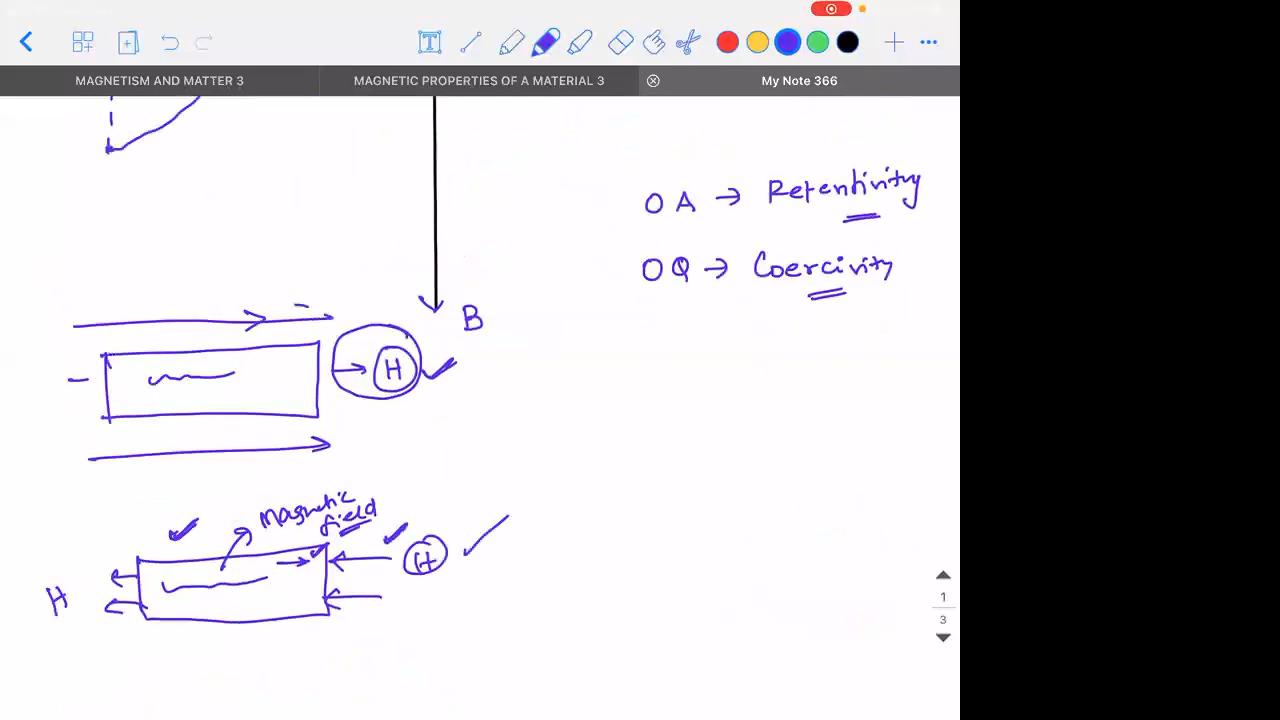 MAGNETISM AND MATTER 3
MAGNETIC PROPERTIES OF A MATERIAL 3
My Note 366
OA → Retentivity
OQ → Coercivity
B
H
Magnetic
field
H
H
1
3